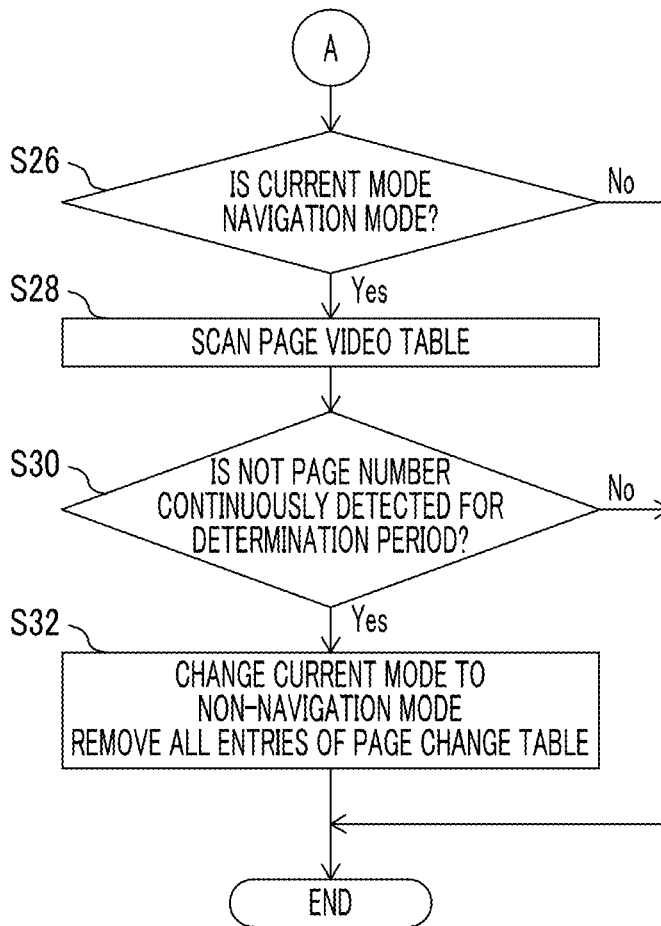 A
S26
IS CURRENT MODE
NAVIGATION MODE?
No
Yes
S28
SCAN PAGE VIDEO TABLE
S30
IS NOT PAGE NUMBER
CONTINUOUSLY DETECTED FOR
DETERMINATION PERIOD?
No
Yes
S32
CHANGE CURRENT MODE TO
NON-NAVIGATION MODE
REMOVE ALL ENTRIES OF PAGE CHANGE TABLE
END